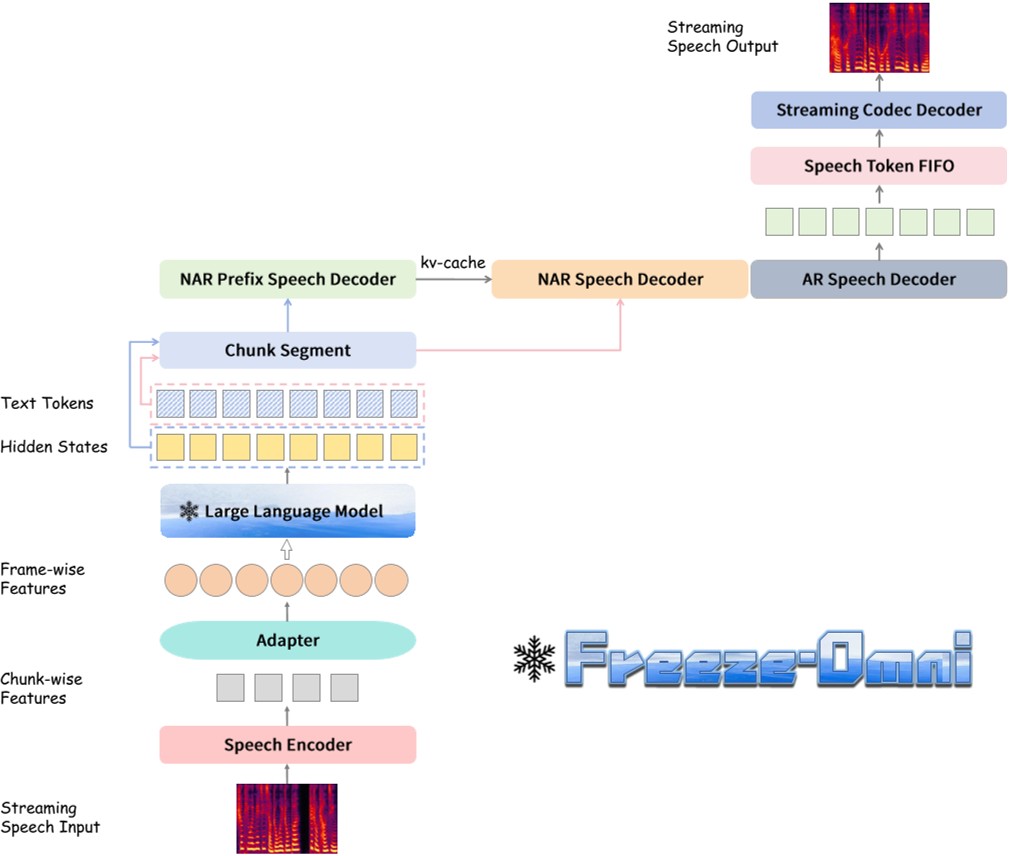 Streaming
Speech Output
Streaming Codec Decoder
Speech Token FIFO
NAR Prefix Speech Decoder
kv-cache
NAR Speech Decoder
AR Speech Decoder
Chunk Segment
Text Tokens
Hidden States
Large Language Model
Frame-wise
Features
Adapter
Freeze-Omni
Chunk-wise
Features
Speech Encoder
Streaming
Speech Input